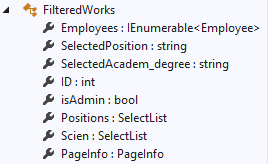 FilteredWorks
Employees : IEnumerable<Employee>
SelectedPosition : string
SelectedAcadem_degree : string
ID : int
isAdmin : bool
Positions : SelectList
Scien : SelectList
PageInfo : PageInfo